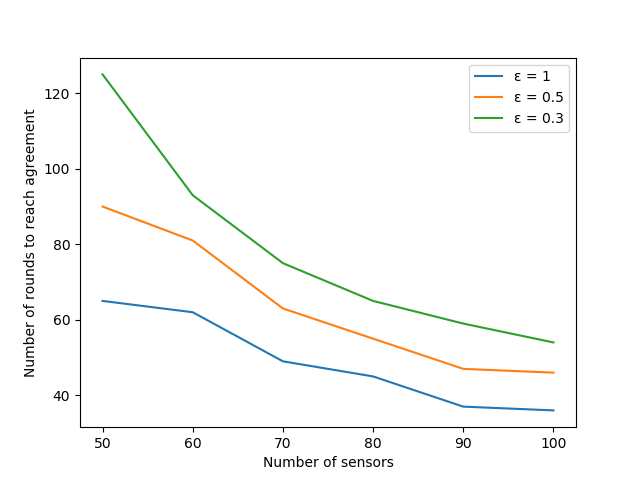 ε = 1
ε = 0.5
ε = 0.3
Number of rounds to reach agreement
120
100
80
60
40
50 60 70 80 90 100
Number of sensors